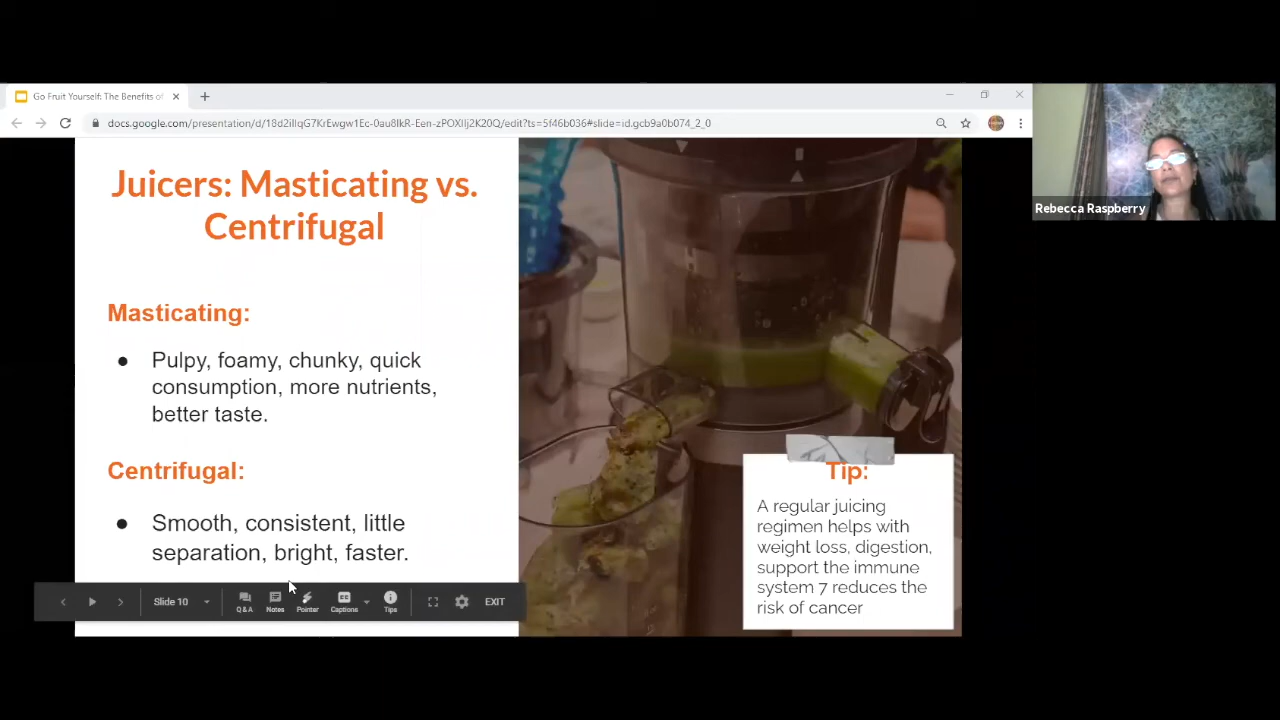 Go Fruit Yourself: The Benefits of
docs.google.com/presentation/d/18d2iIlqG7KrEwgw1Ec-0au8lkR-Een-zPOXIlj2K20Q/edit?ts=5f46b036#slide=id.gcb9a0b074_2_0
Rebecca Raspberry
Juicers: Masticating vs.
Centrifugal
Masticating:
● Pulpy, foamy, chunky, quick
consumption, more nutrients,
better taste.
Centrifugal:
● Smooth, consistent, little
separation, bright, faster.
Tip:
A regular juicing
regimen helps with
weight loss, digestion,
support the immune
system 7 reduces the
risk of cancer
Slide 10
Q & A
Notes
Pointer
Captions
Tips
EXIT